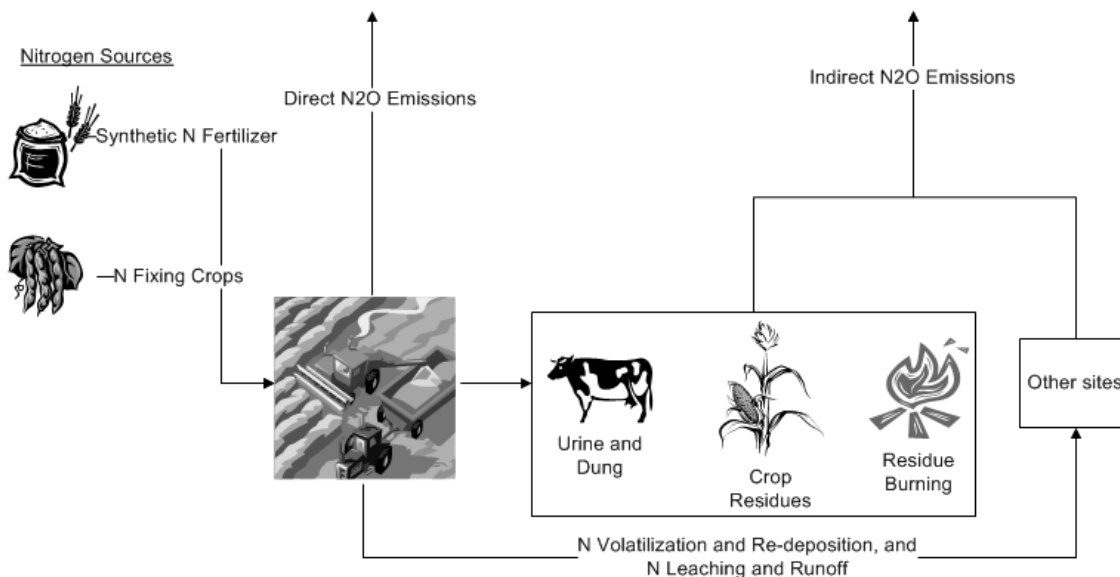 Nitrogen Sources
Synthetic N Fertilizer
N Fixing Crops
Direct N2O Emissions
Indirect N2O Emissions
Urine and
Dung
Crop
Residues
Residue
Burning
Other sites
N Volatilization and Re-deposition, and
N Leaching and Runoff